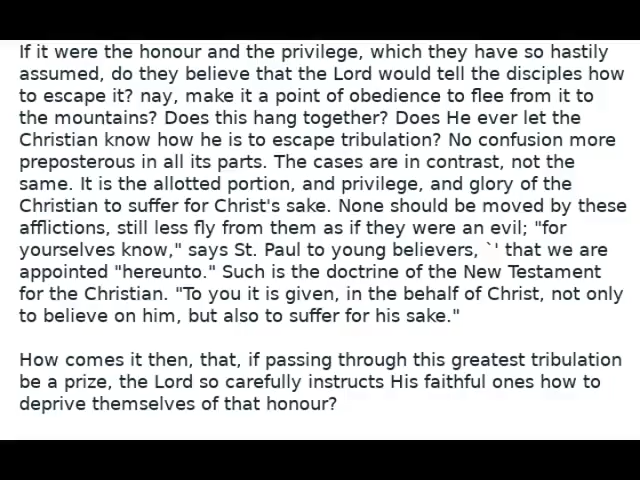 If it were the honour and the privilege, which they have so hastily
assumed, do they believe that the Lord would tell the disciples how
to escape it? nay, make it a point of obedience to flee from it to
the mountains? Does this hang together? Does He ever let the
Christian know how he is to escape tribulation? No confusion more
preposterous in all its parts. The cases are in contrast, not the
same. It is the allotted portion, and privilege, and glory of the
Christian to suffer for Christ's sake. None should be moved by these
afflictions, still less fly from them as if they were an evil; "for
yourselves know," says St. Paul to young believers, `' that we are
appointed "hereunto." Such is the doctrine of the New Testament
for the Christian. "To you it is given, in the behalf of Christ, not only
to believe on him, but also to suffer for his sake."
How comes it then, that, if passing through this greatest tribulation
be a prize, the Lord so carefully instructs His faithful ones how to
deprive themselves of that honour?